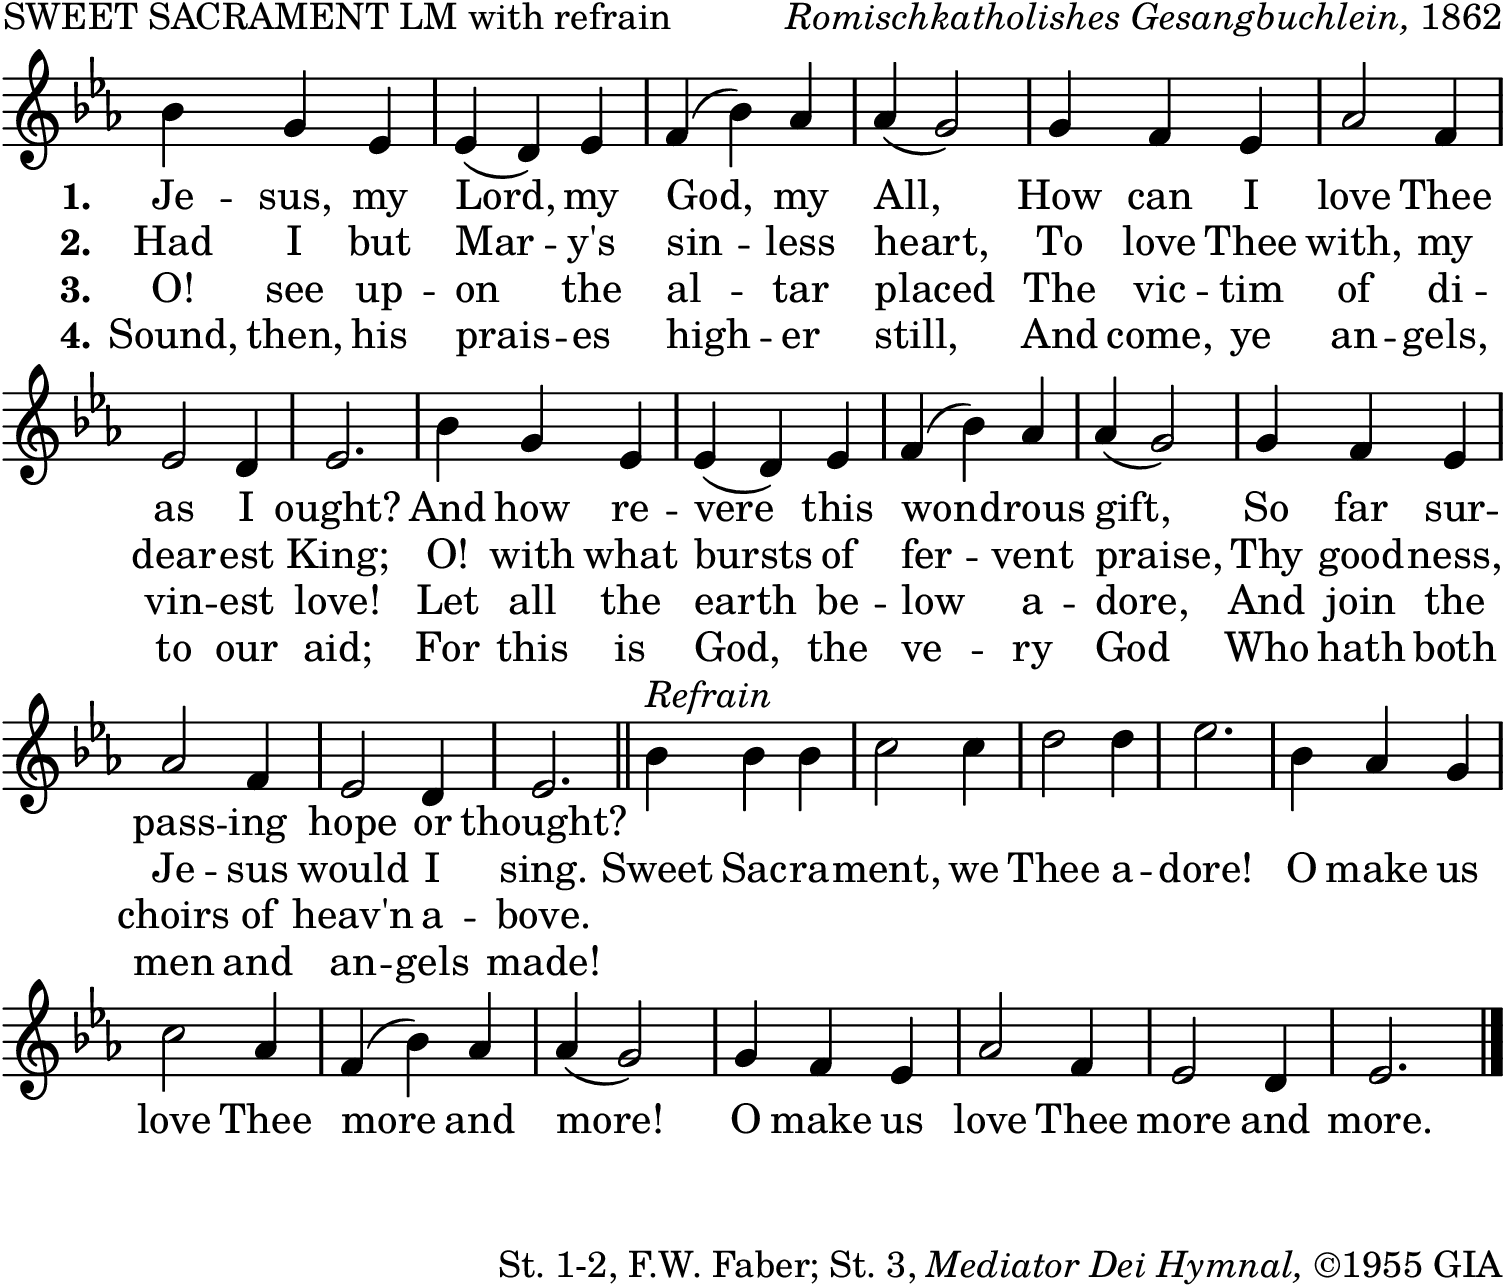 SWEET SACRAMENT LM with refrain Romischkatholishes Gesangbuchlein, 1862
1. Je - sus, my Lord, my God, my All, How can I love Thee
2. Had I but Mar - y's sin - less heart, To love Thee with, my
3. O! see up - on the al - tar placed The vic - tim of di -
4. Sound, then, his prais - es high - er still, And come, ye an - gels,
as I ought? And how re - vere this wondrous gift, So far sur-
dearest King; O! with what bursts of fer - vent praise, Thy goodness,
vin - est love! Let all the earth be - low a - dore, And join the
to our aid; For this is God, the ve - ry God Who hath both
Refrain
pass-ing hope or thought?
Je - sus would I sing. Sweet Sacrament, we Thee a - dore! O make us
choirs of heav'n a - bove.
men and an - gels made!
love Thee more and more! O make us love Thee more and more.
St. 1-2, F.W. Faber; St. 3, Mediator Dei Hymnal, ©1955 GIA